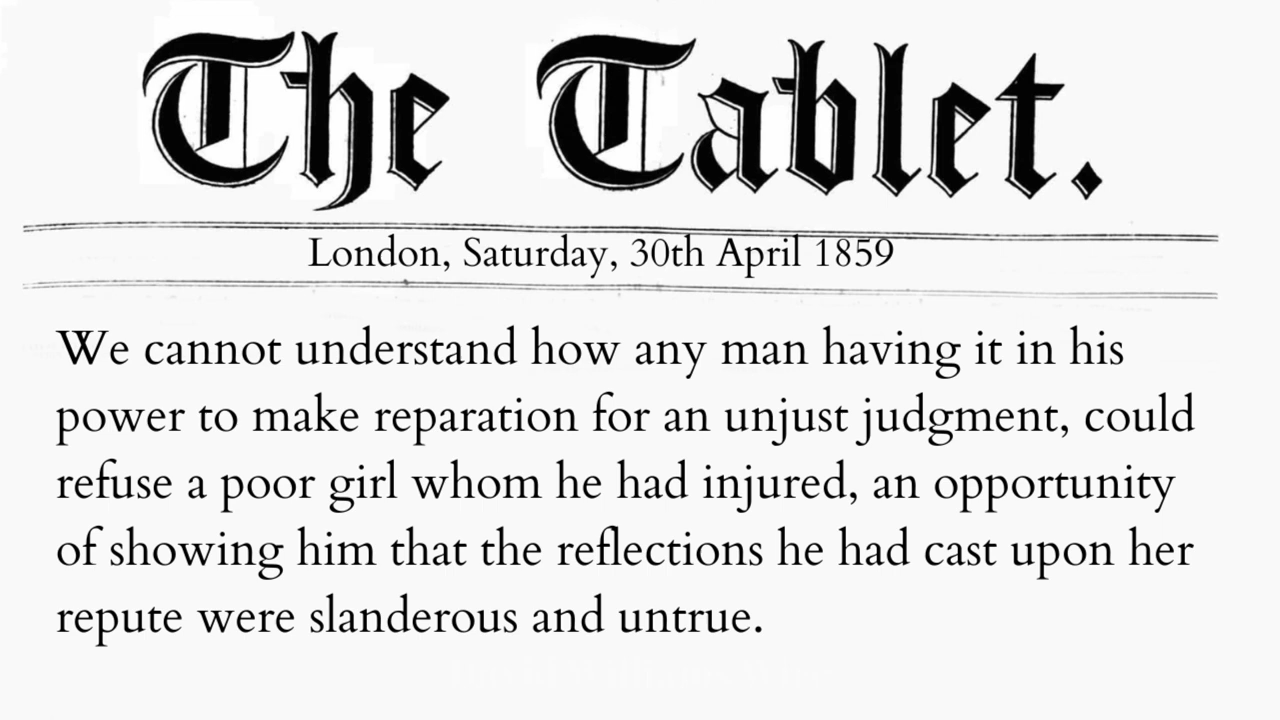 The Tablet.
London, Saturday, 30th April 1859
We cannot understand how any man having it in his
power to make reparation for an unjust judgment, could
refuse a poor girl whom he had injured, an opportunity
of showing him that the reflections he had cast upon her
repute were slanderous and untrue.